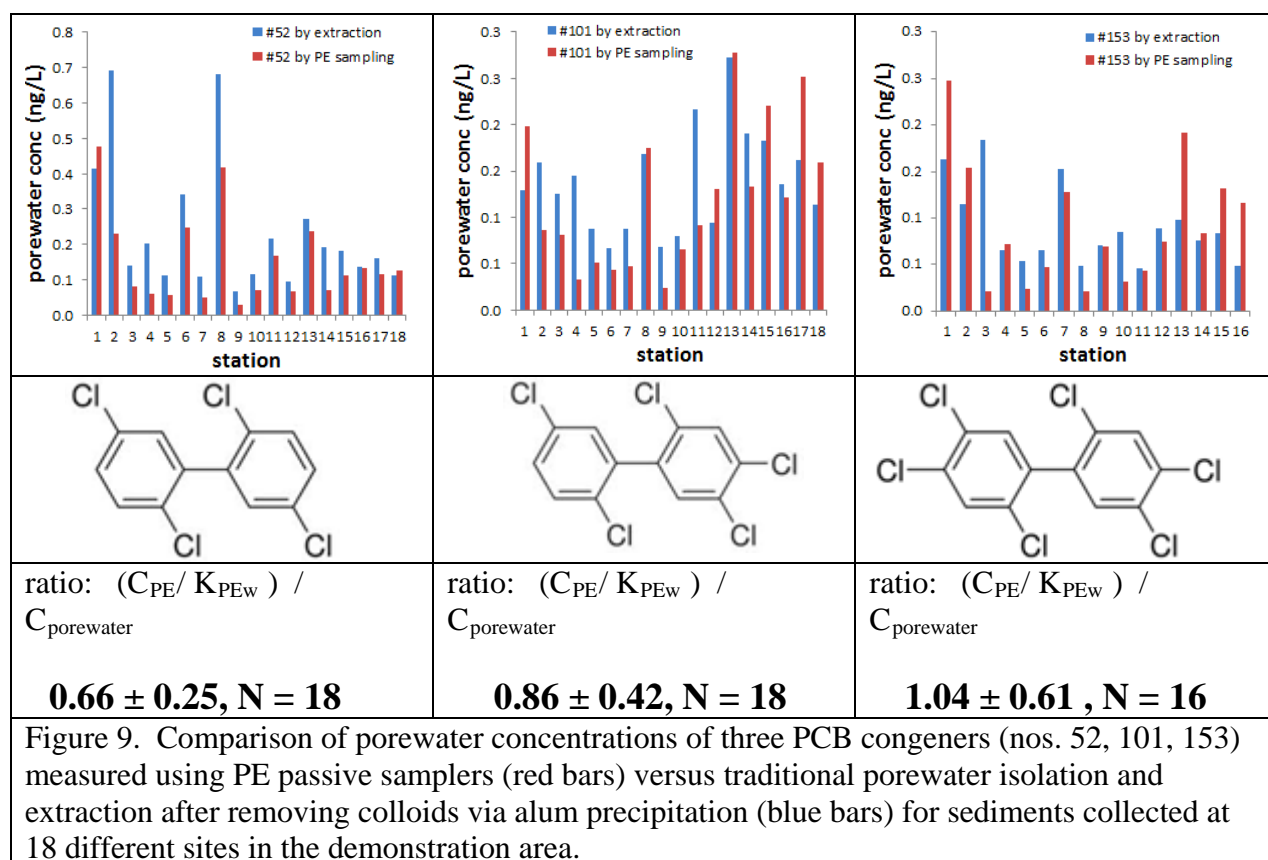 0.8
0.7
0.6
0.5
0.4
0.3
0.2
0.1
0.0
porewater conc (ng/L)
#52 by extraction
#52 by PE sampling
1 2 3 4 5 6 7 8 9 10 11 12 13 14 15 16 17 18
station
0.3
0.3
0.2
0.2
0.1
0.1
0.0
porewater conc (ng/L)
#101 by extraction
#101 by PE sampling
1 2 3 4 5 6 7 8 9 10 11 12 13 14 15 16 17 18
station
0.3
0.3
0.2
0.2
0.1
0.1
0.0
porewater conc (ng/L)
#153 by extraction
#153 by PE sampling
1 2 3 4 5 6 7 8 9 10 11 12 13 14 15 16
station
Cl Cl
Cl Cl
Cl Cl
Cl
Cl Cl
Cl Cl
Cl Cl
Cl Cl
ratio: (C_PE/ K_PEw ) /
C_porewater
0.66 ± 0.25, N = 18
ratio: (C_PE/ K_PEw ) /
C_porewater
0.86 ± 0.42, N = 18
ratio: (C_PE/ K_PEw ) /
C_porewater
1.04 ± 0.61 , N = 16
Figure 9. Comparison of porewater concentrations of three PCB congeners (nos. 52, 101, 153)
measured using PE passive samplers (red bars) versus traditional porewater isolation and
extraction after removing colloids via alum precipitation (blue bars) for sediments collected at
18 different sites in the demonstration area.